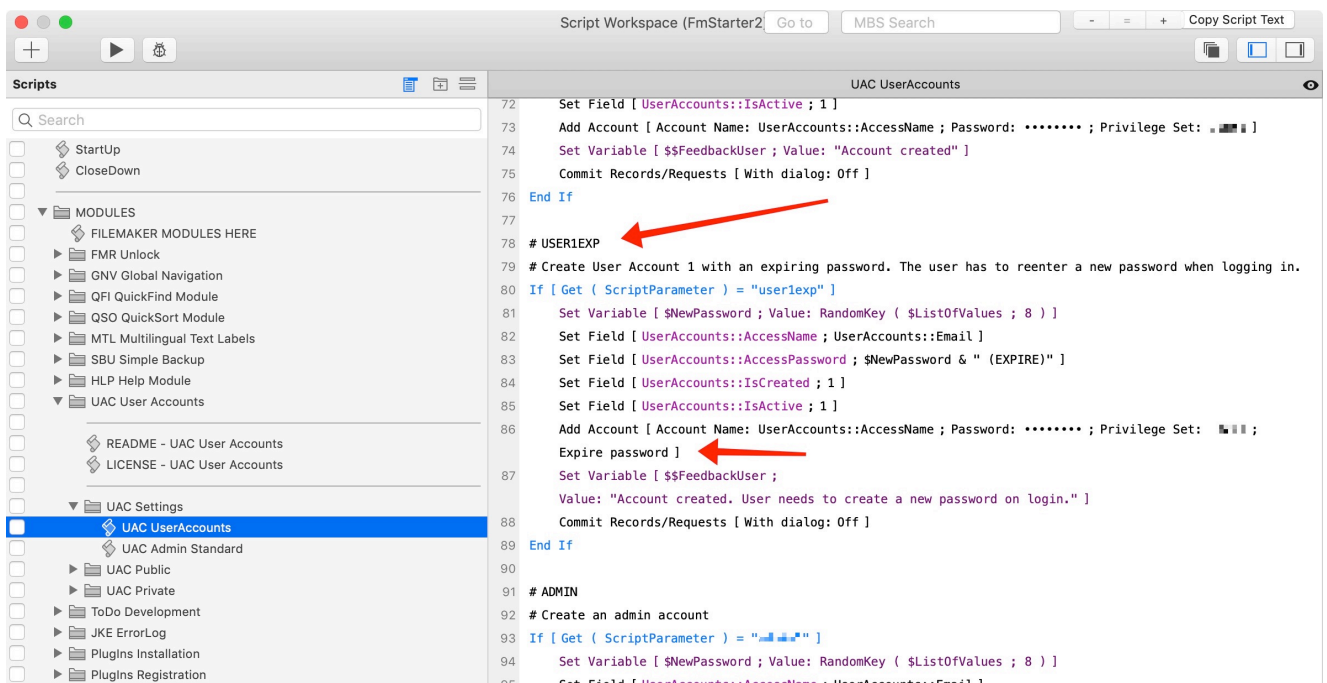 Script Workspace (FmStarter2
Go to
MBS Search
- = +
Copy Script Text
Scripts
UAC UserAccounts
Search
StartUp
CloseDown
MODULES
FILEMAKER MODULES HERE
FMR Unlock
GNV Global Navigation
QFI QuickFind Module
QSO QuickSort Module
MTL Multilingual Text Labels
SBU Simple Backup
HLP Help Module
UAC User Accounts
README - UAC User Accounts
LICENSE - UAC User Accounts
UAC Settings
UAC UserAccounts
UAC Admin Standard
UAC Public
UAC Private
ToDo Development
JKE ErrorLog
PlugIns Installation
PlugIns Registration
72 Set Field [ UserAccounts::IsActive ; 1 ]
73 Add Account [ Account Name: UserAccounts::AccessName ; Password: •••••••• ; Privilege Set: ]
74 Set Variable [ $$FeedbackUser ; Value: "Account created" ]
75 Commit Records/Requests [ With dialog: Off ]
76 End If
77
78 # USER1EXP
79 # Create User Account 1 with an expiring password. The user has to reenter a new password when logging in.
80 If [ Get ( ScriptParameter ) = "user1exp" ]
81 Set Variable [ $NewPassword ; Value: RandomKey ( $ListOfValues ; 8 ) ]
82 Set Field [ UserAccounts::AccessName ; UserAccounts::Email ]
83 Set Field [ UserAccounts::AccessPassword ; $NewPassword & " (EXPIRE)" ]
84 Set Field [ UserAccounts::IsCreated ; 1 ]
85 Set Field [ UserAccounts::IsActive ; 1 ]
86 Add Account [ Account Name: UserAccounts::AccessName ; Password: •••••••• ; Privilege Set: ;
Expire password ]
87 Set Variable [ $$FeedbackUser ;
Value: "Account created. User needs to create a new password on login." ]
88 Commit Records/Requests [ With dialog: Off ]
89 End If
90
91 # ADMIN
92 # Create an admin account
93 If [ Get ( ScriptParameter ) = " " ]
94 Set Variable [ $NewPassword ; Value: RandomKey ( $ListOfValues ; 8 ) ]